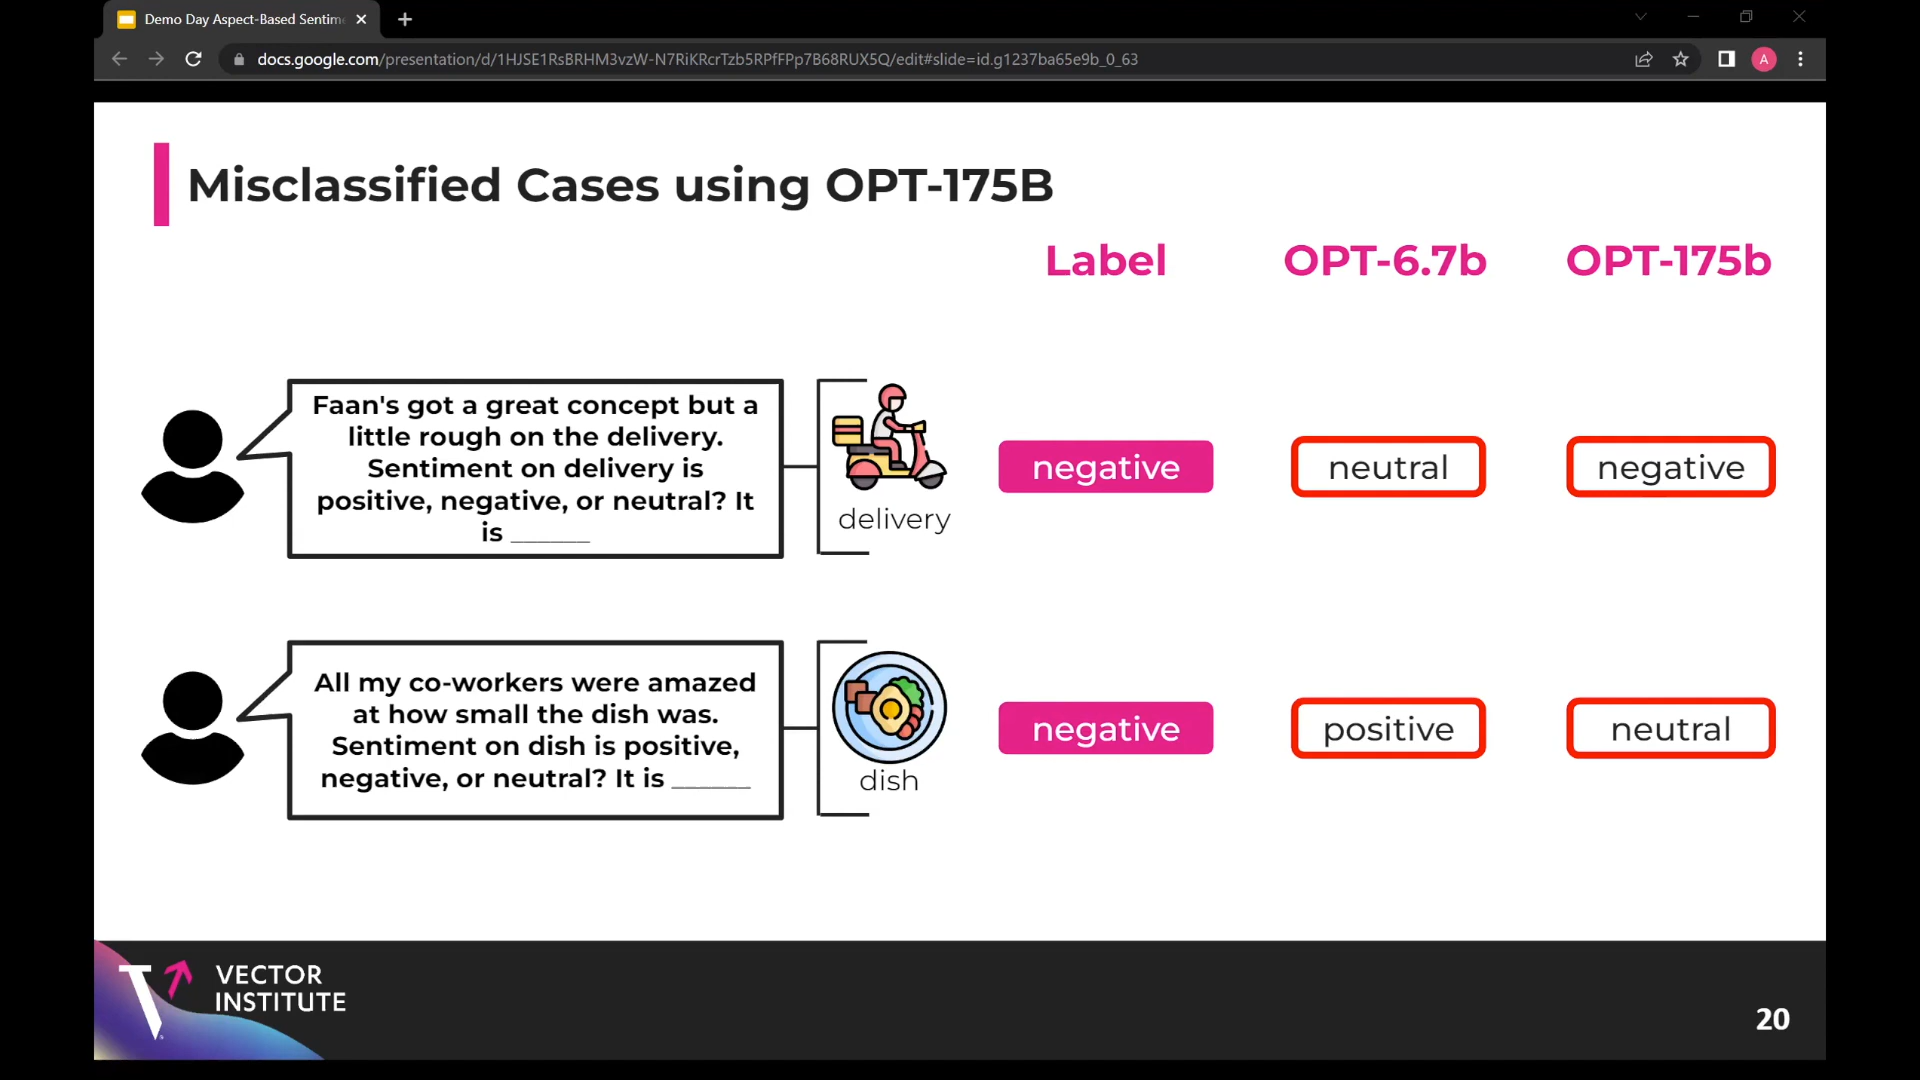 Demo Day Aspect-Based Sentime
docs.google.com/presentation/d/1HJSE1RsBRHM3vzW-N7RiKRcrTzb5RPfFPp7B68RUX5Q/edit#slide=id.g1237ba65e9b_0_63
A
Misclassified Cases using OPT-175B
Label
OPT-6.7b
OPT-175b
Faan's got a great concept but a
little rough on the delivery.
Sentiment on delivery is
positive, negative, or neutral? It
is ______
delivery
negative
neutral
negative
All my co-workers were amazed
at how small the dish was.
Sentiment on dish is positive,
negative, or neutral? It is ______
dish
negative
positive
neutral
VECTOR
INSTITUTE
20